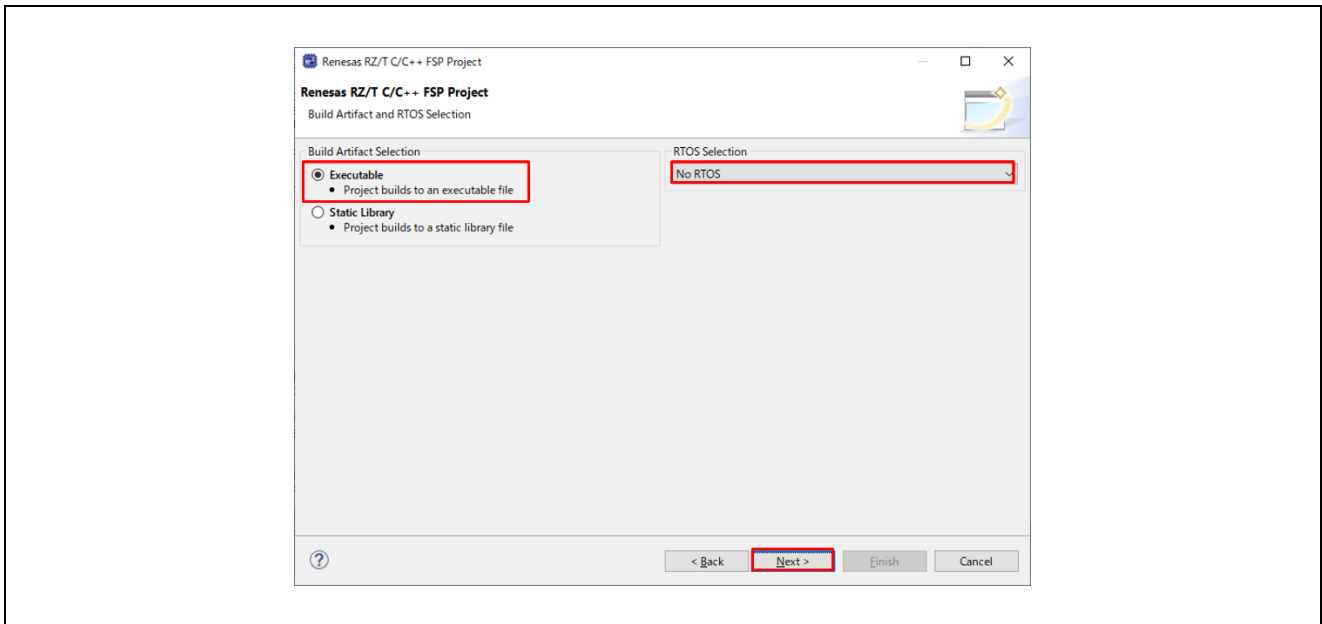 Renesas RZ/T C/C++ FSP Project
Renesas RZ/T C/C++ FSP Project
Build Artifact and RTOS Selection
Build Artifact Selection
Executable
• Project builds to an executable file
Static Library
• Project builds to a static library file
RTOS Selection
No RTOS
?
< Back
Next >
Finish
Cancel